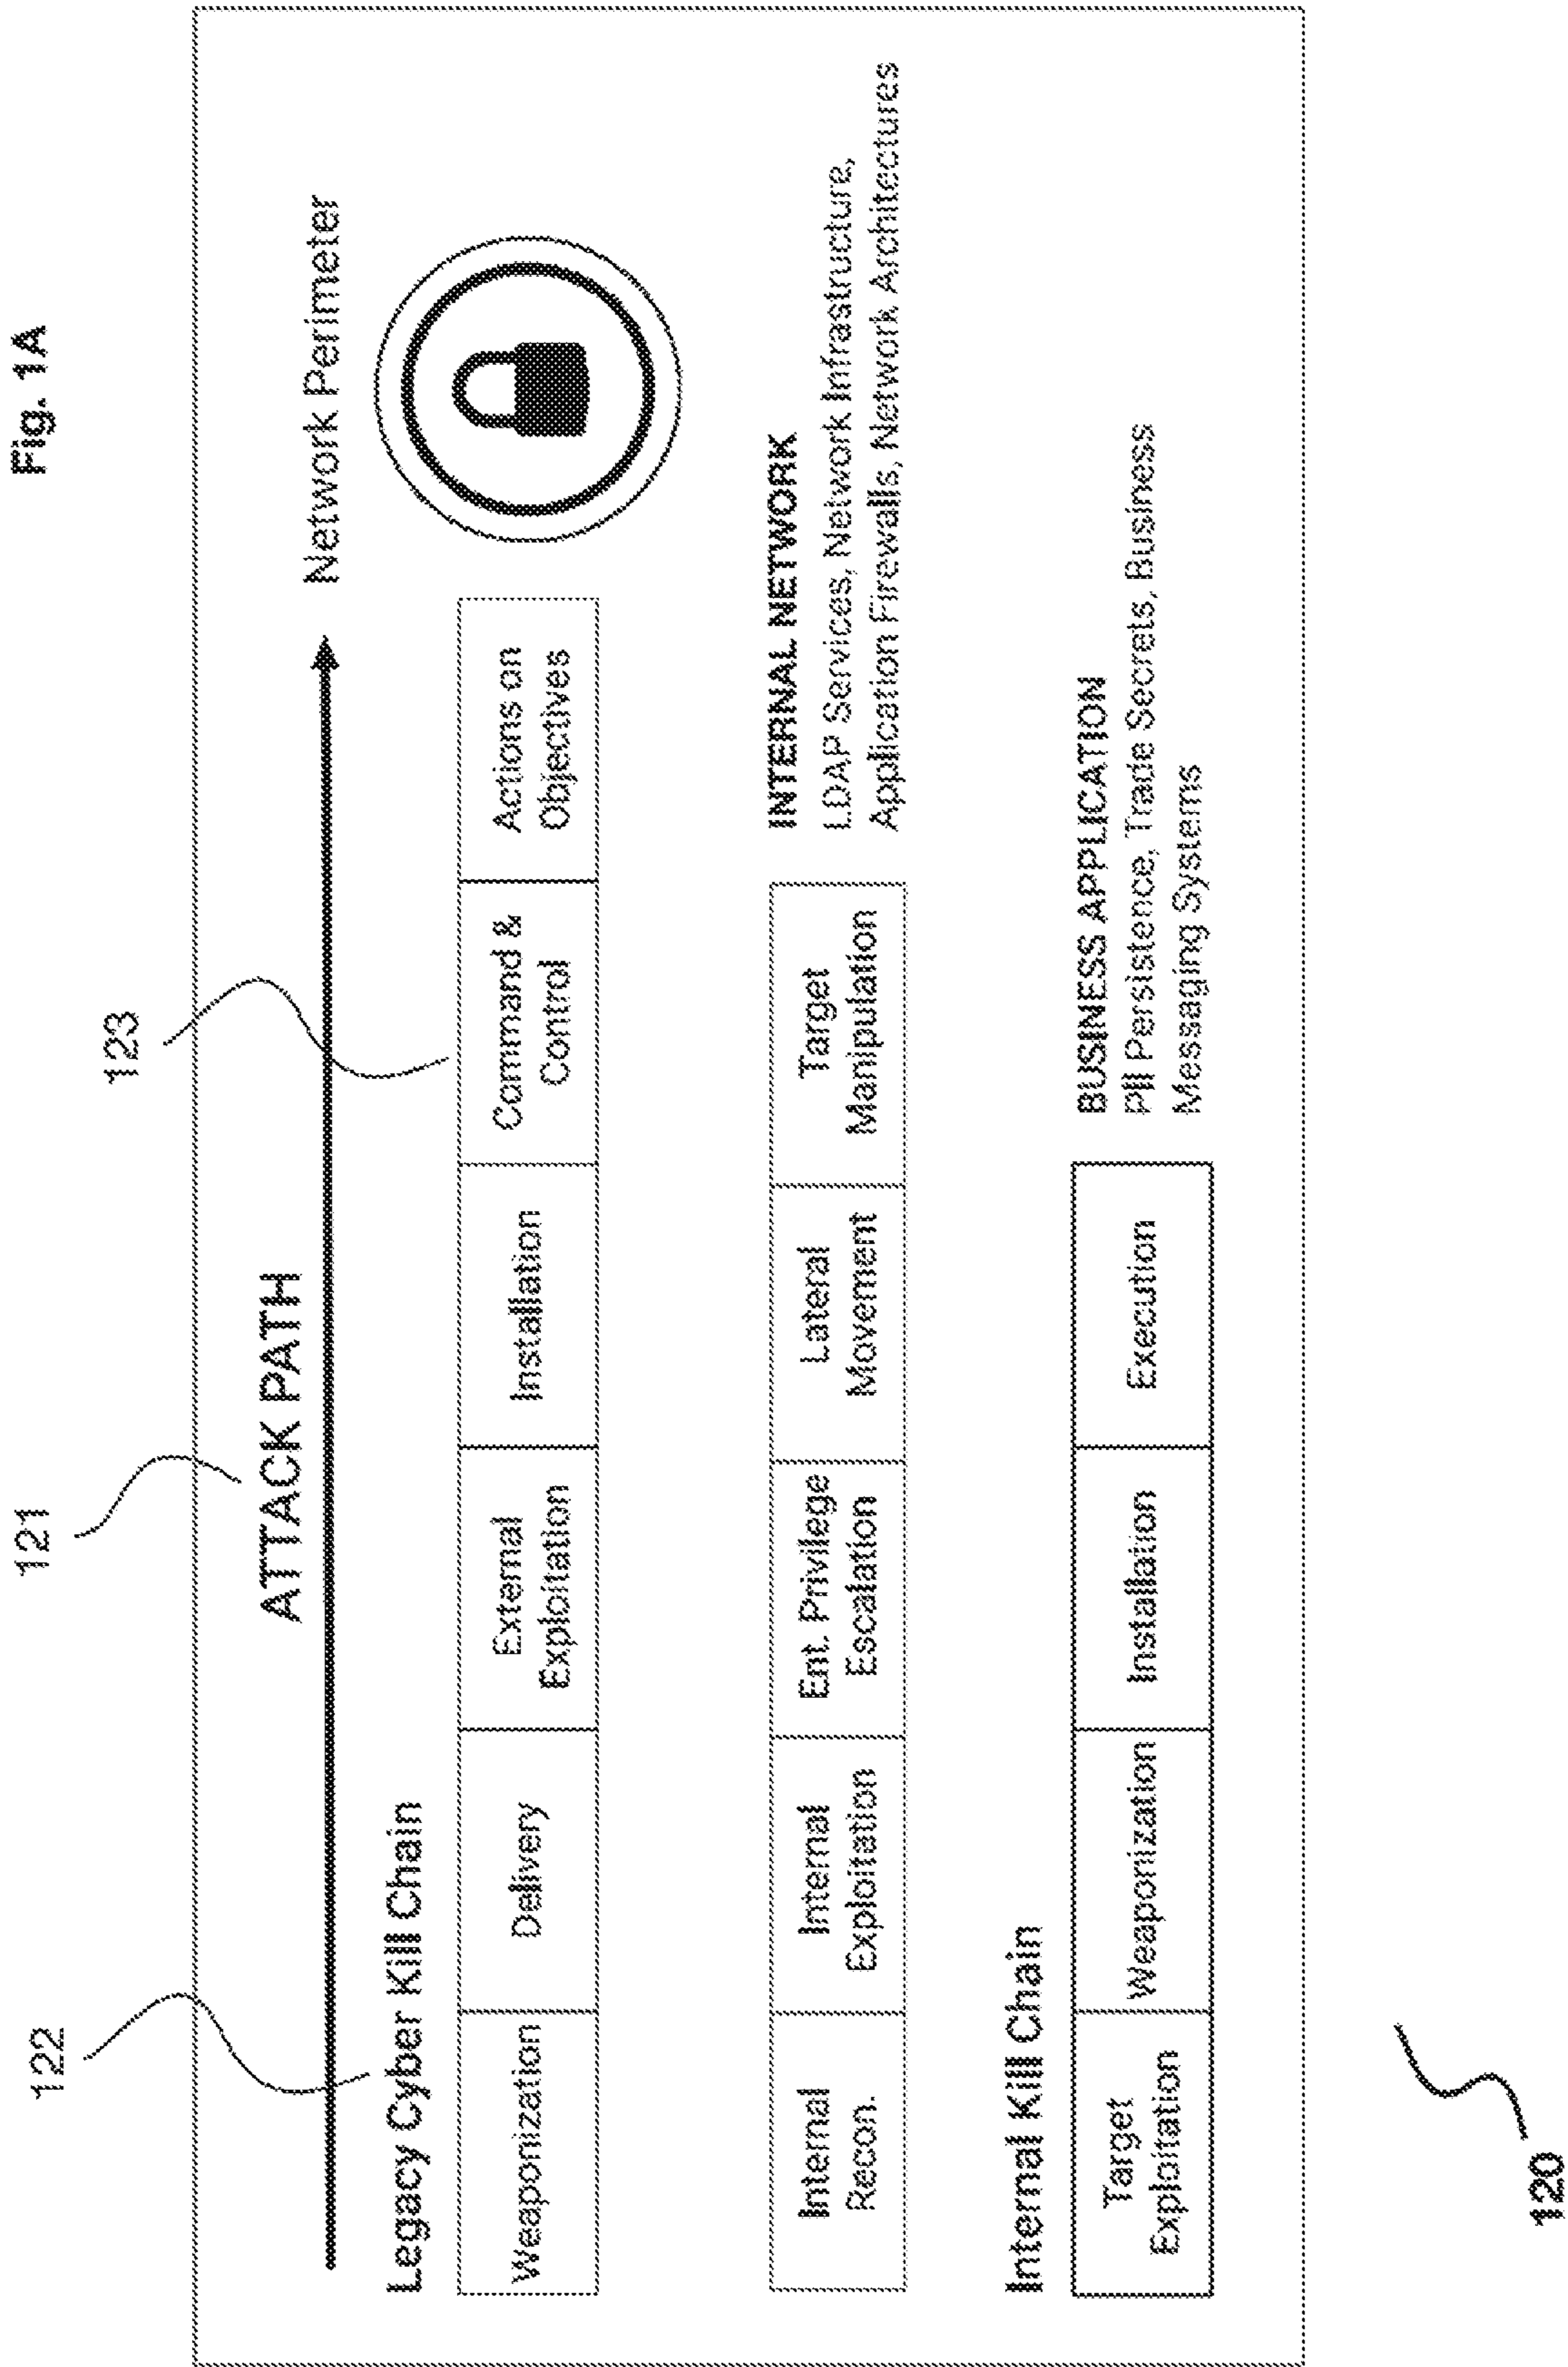 Fig. 1A
121
122
123
ATTACK PATH
Network Perimeter
Legacy Cyber Kill Chain
Weaponization
Delivery
External
Exploitation
Installation
Command &
Control
Actions on
Objectives
Internal
Recon.
Internal
Exploitation
Ent. Privilege
Escalation
Lateral
Movement
Target
Manipulation
INTERNAL NETWORK
LDAP Services, Network Infrastructure,
Application Firewalls, Network Architectures
Internal Kill Chain
Target
Exploitation
Weaponization
Installation
Execution
BUSINESS APPLICATION
PII Persistence, Trade Secrets, Business
Messaging Systems
120